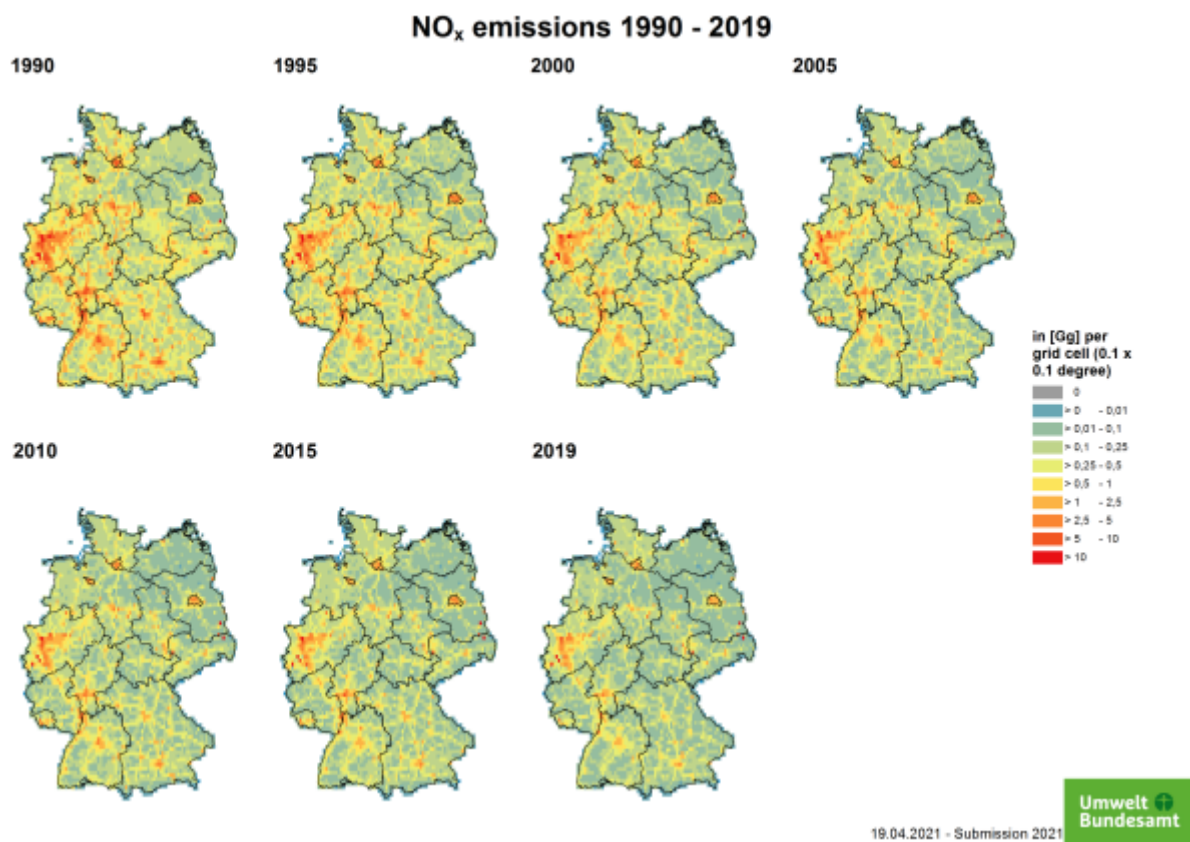 NOx emissions 1990 - 2019
1990
1995
2000
2005
in [Gg] per
grid cell (0.1 x
0.1 degree)
0
> 0 - 0,01
> 0,01 - 0,1
> 0,1 - 0,25
> 0,25 - 0,5
> 0,5 - 1
> 1 - 2,5
> 2,5 - 5
> 5 - 10
> 10
2010
2015
2019
Umwelt
Bundesamt
19.04.2021 - Submission 2021